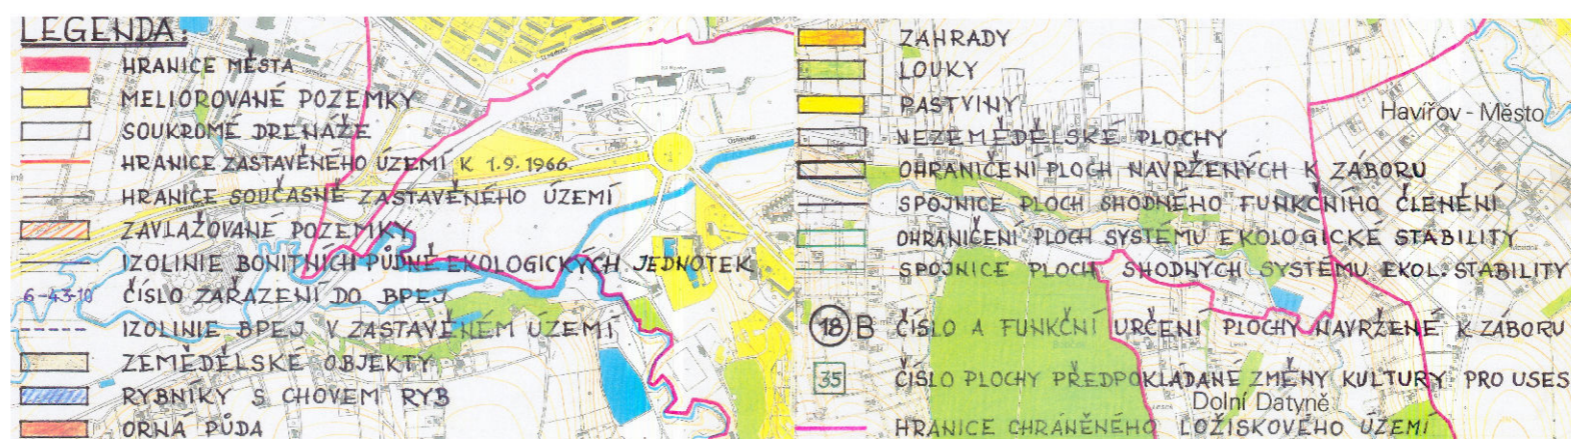 LEGENDA:
HRANICE MĚSTA
MELIOROVANÉ POZEMKY
SOUKROMÉ DRENÁŽE
HRANICE ZASTAVĚNÉHO ÚZEMÍ K 1.9.1966.
HRANICE SOUČASNĚ ZASTAVĚNÉHO ÚZEMÍ
ZAVLAŽOVANÉ POZEMKY
IZOLINIE BONITNÍCH PŮDNĚ EKOLOGICKÝCH JEDNOTEK
6-43-10 ČÍSLO ZAŘAZENÍ DO BPEJ
IZOLINIE BPEJ V ZASTAVĚNÉM ÚZEMÍ
ZEMĚDĚLSKÉ OBJEKTY
RYBNÍKY S CHOVEM RYB
ORNÁ PŮDA
ZAHRADY
LOUKY
PASTVINY
Havířov - Město
NEZEMĚDĚLSKÉ PLOCHY
OHRANIČENÍ PLOCH NAVRŽENÝCH K ZÁBORU
SPOJNICE PLOCH SHODNÉHO FUNKČNÍHO ČLENĚNÍ
OHRANIČENÍ PLOCH SYSTÉMU EKOLOGICKÉ STABILITY
SPOJNICE PLOCH SHODNÝCH SYSTÉMU EKOL. STABILITY
18 B ČÍSLO A FUNKČNÍ URČENÍ PLOCHY NAVRŽENÉ K ZÁBORU
35 ČÍSLO PLOCHY PŘEDPOKLADANÉ ZMĚNY KULTURY PRO USES
Dolní Datyně
HRANICE CHRÁNĚNÉHO LOŽISKOVÉHO ÚZEMÍ